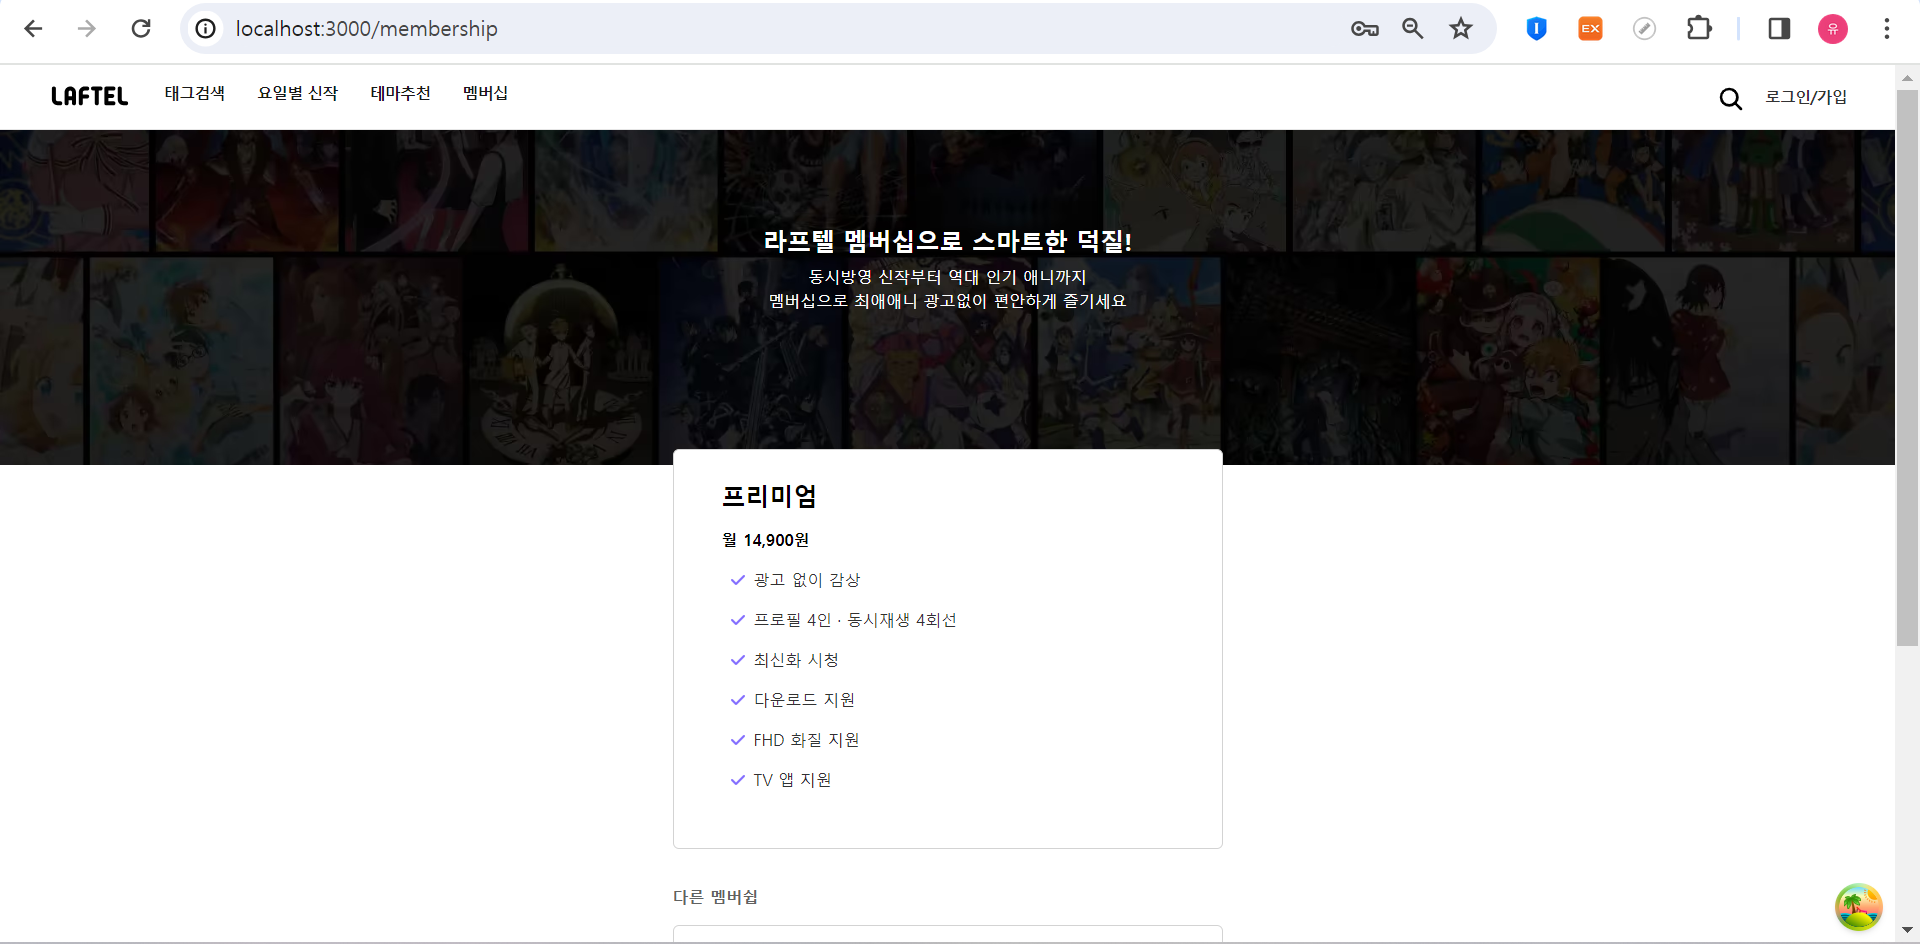 localhost:3000/membership
EX
유
LAFTEL 태그검색 요일별 신작 테마추천 멤버십 로그인/가입
라프텔 멤버십으로 스마트한 덕질!
동시방영 신작부터 역대 인기 애니까지
멤버십으로 최애애니 광고없이 편안하게 즐기세요
프리미엄
월 14,900원
광고 없이 감상
프로필 4인 · 동시재생 4회선
최신화 시청
다운로드 지원
FHD 화질 지원
TV 앱 지원
다른 멤버쉽